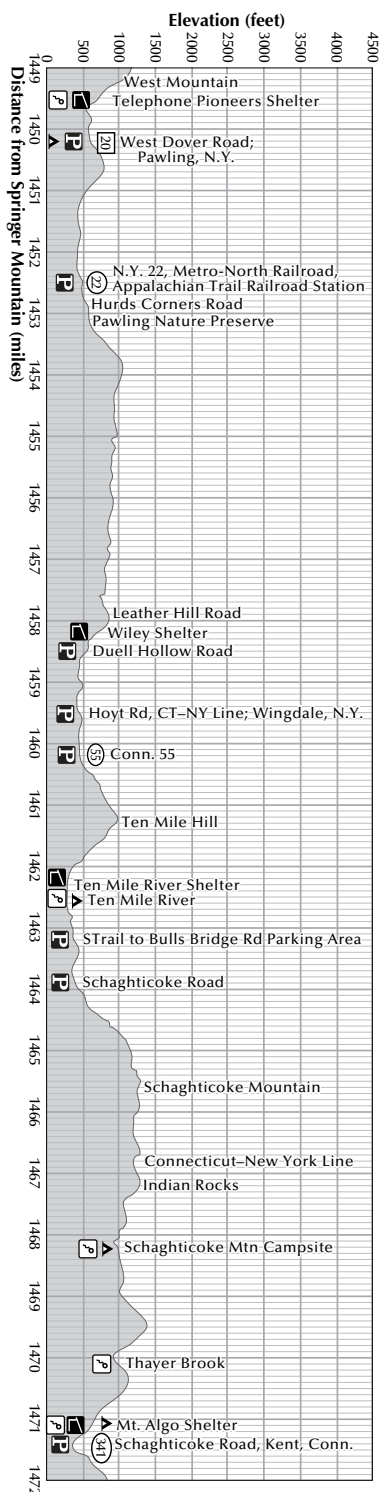 Elevation (feet)
0 500 1000 1500 2000 2500 3000 3500 4000 4500
Distance from Springer Mountain (miles)
1449
West Mountain
Telephone Pioneers Shelter
1450
20
West Dover Road;
Pawling, N.Y.
P
1451
1452
N.Y. 22, Metro-North Railroad,
Appalachian Trail Railroad Station
22
P
1453
Hurds Corners Road
Pawling Nature Preserve
1454
1455
1456
1457
1458
Leather Hill Road
Wiley Shelter
Duell Hollow Road
P
1459
Hoyt Rd, CT–NY Line; Wingdale, N.Y.
P
1460
55
Conn. 55
P
1461
Ten Mile Hill
1462
Ten Mile River Shelter
Ten Mile River
1463
STrail to Bulls Bridge Rd Parking Area
P
Schaghticoke Road
P
1464
1465
Schaghticoke Mountain
1466
Connecticut–New York Line
1467
Indian Rocks
1468
Schaghticoke Mtn Campsite
1469
1470
Thayer Brook
1471
Mt. Algo Shelter
341
Schaghticoke Road, Kent, Conn.
P
1472